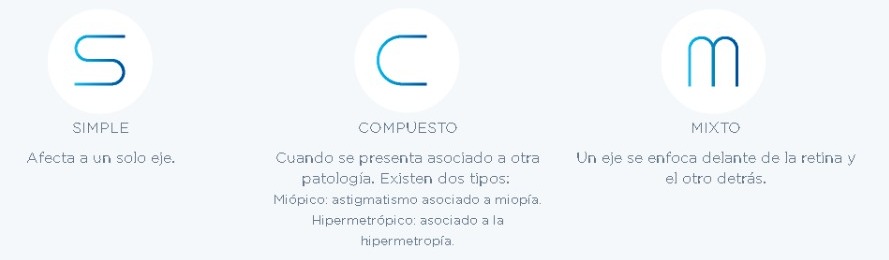 S
SIMPLE
Afecta a un solo eje.
C
COMPUESTO
Cuando se presenta asociado a otra
patología. Existen dos tipos:
Miópico: astigmatismo asociado a miopía.
Hipermetrópico: asociado a la
hipermetropía.
m
MIXTO
Un eje se enfoca delante de la retina y
el otro detrás.